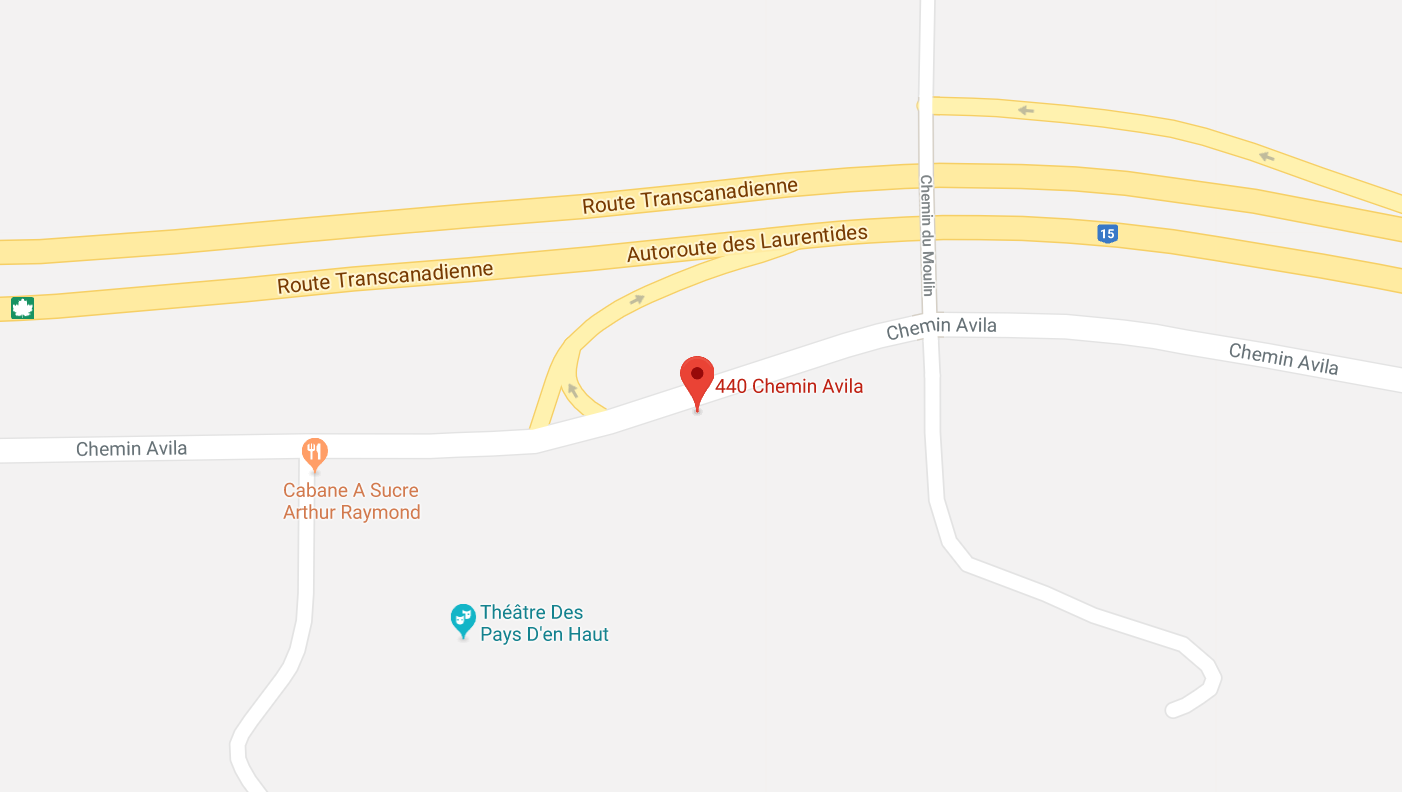 Route Transcanadienne
Chemin du Moulin
Autoroute des Laurentides
15
Route Transcanadienne
Chemin Avila
Chemin Avila
440 Chemin Avila
Chemin Avila
Cabane A Sucre
Arthur Raymond
Théâtre Des
Pays D'en Haut